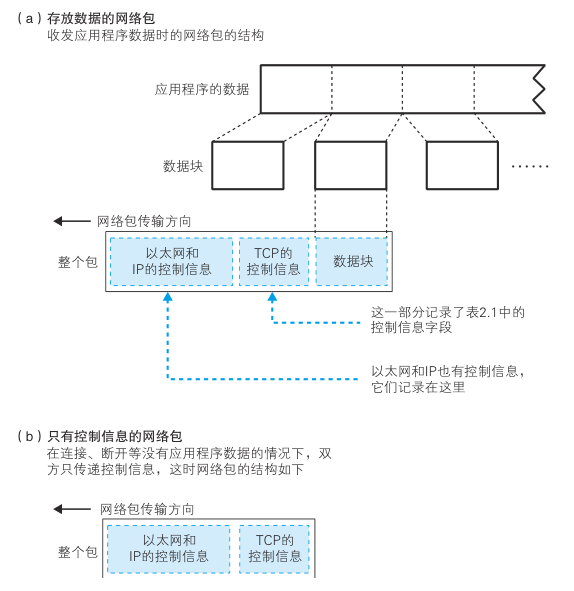 （a）存放数据的网络包
收发应用程序数据时的网络包的结构
应用程序的数据
数据块
······
网络包传输方向
整个包
以太网和
IP的控制信息
TCP的
控制信息
数据块
这一部分记录了表2.1中的
控制信息字段
以太网和IP也有控制信息，
它们记录在这里
（b）只有控制信息的网络包
在连接、断开等没有应用程序数据的情况下，双
方只传递控制信息，这时网络包的结构如下
网络包传输方向
整个包
以太网和
IP的控制信息
TCP的
控制信息